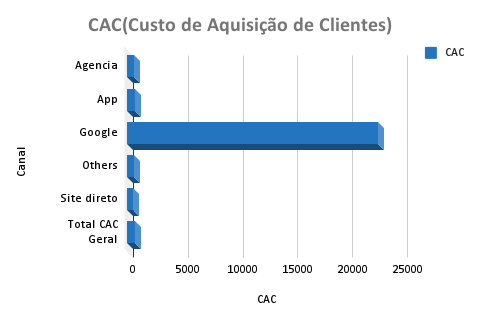 CAC(Custo de Aquisição de Clientes)
CAC
Agencia
App
Google
Others
Site direto
Total CAC
Geral
Canal
0 5000 10000 15000 20000 25000
CAC